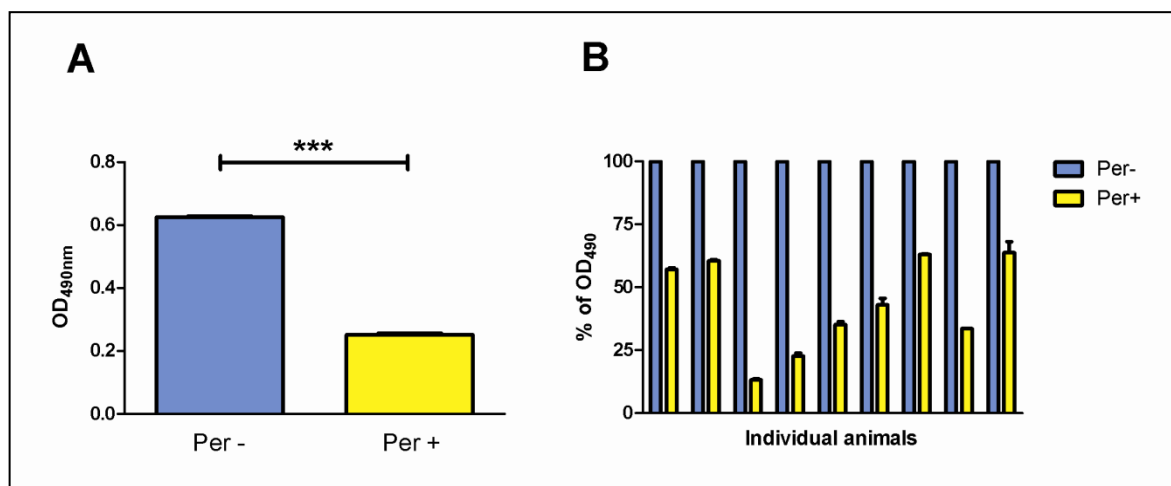 A
***
0.8
0.6
0.4
0.2
0.0
OD490nm
Per -
Per +
B
100
75
50
25
0
% of OD490
Individual animals
Per-
Per+